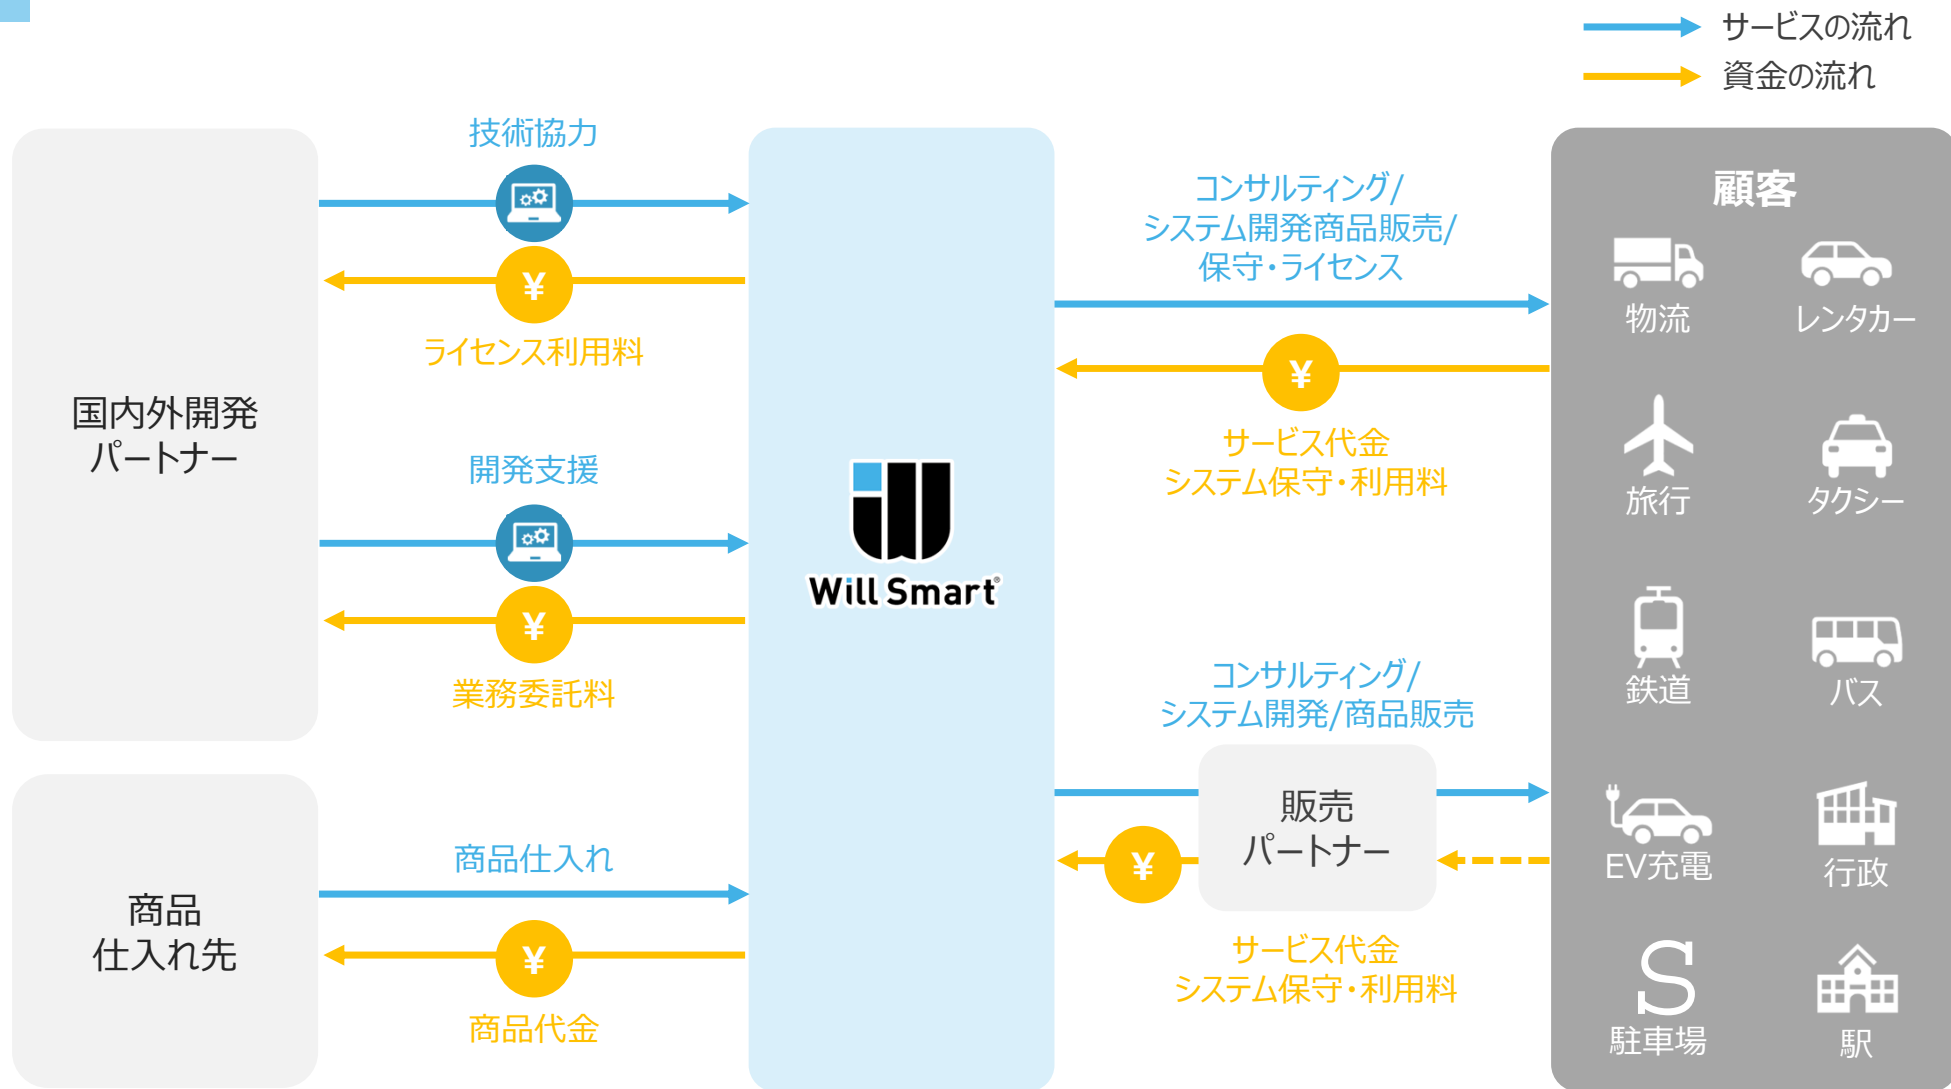 サービスの流れ
資金の流れ
技術協力
¥
ライセンス利用料
国内外開発
パートナー
開発支援
¥
業務委託料
商品
仕入れ先
商品仕入れ
¥
商品代金
Will Smart®
コンサルティング/
システム開発商品販売/
保守・ライセンス
¥
サービス代金
システム保守・利用料
コンサルティング/
システム開発/商品販売
販売
パートナー
¥
サービス代金
システム保守・利用料
顧客
物流
レンタカー
旅行
タクシー
鉄道
バス
EV充電
行政
S
駐車場
駅